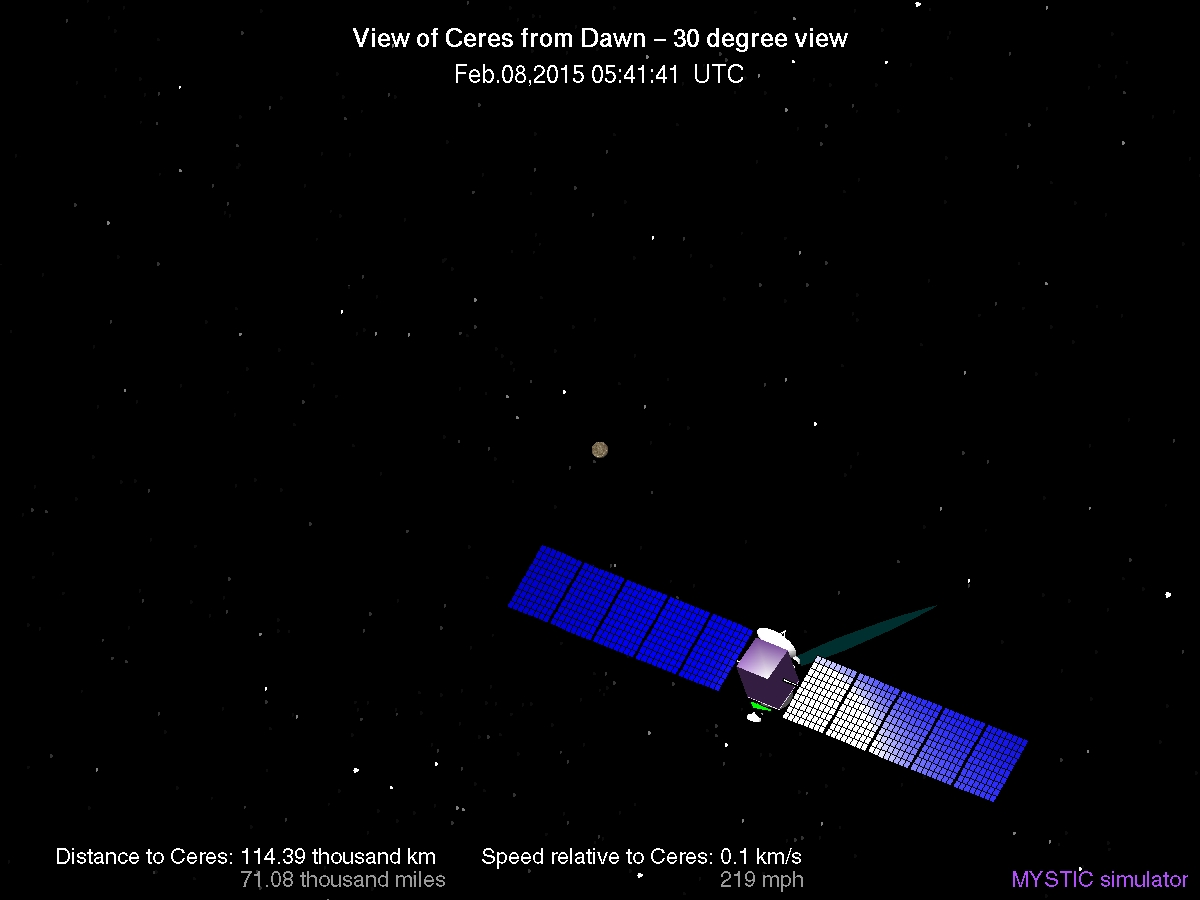 View of Ceres from Dawn – 30 degree view
Feb.08,2015 05:41:41 UTC
Distance to Ceres: 114.39 thousand km
71.08 thousand miles
Speed relative to Ceres: 0.1 km/s
219 mph
MYSTIC simulator